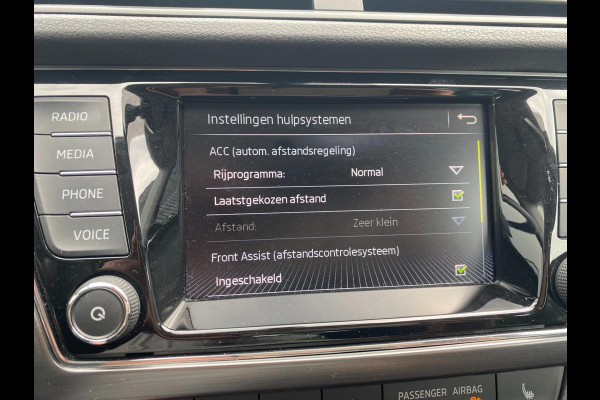 RADIO
MEDIA
PHONE
VOICE
Instellingen hulpsystemen
ACC (autom. afstandsregeling)
Rijprogramma: Normal
Laatstgekozen afstand
Afstand: Zeer klein
Front Assist (afstandscontrolesysteem)
Ingeschakeld
PASSENGER AIRBAG